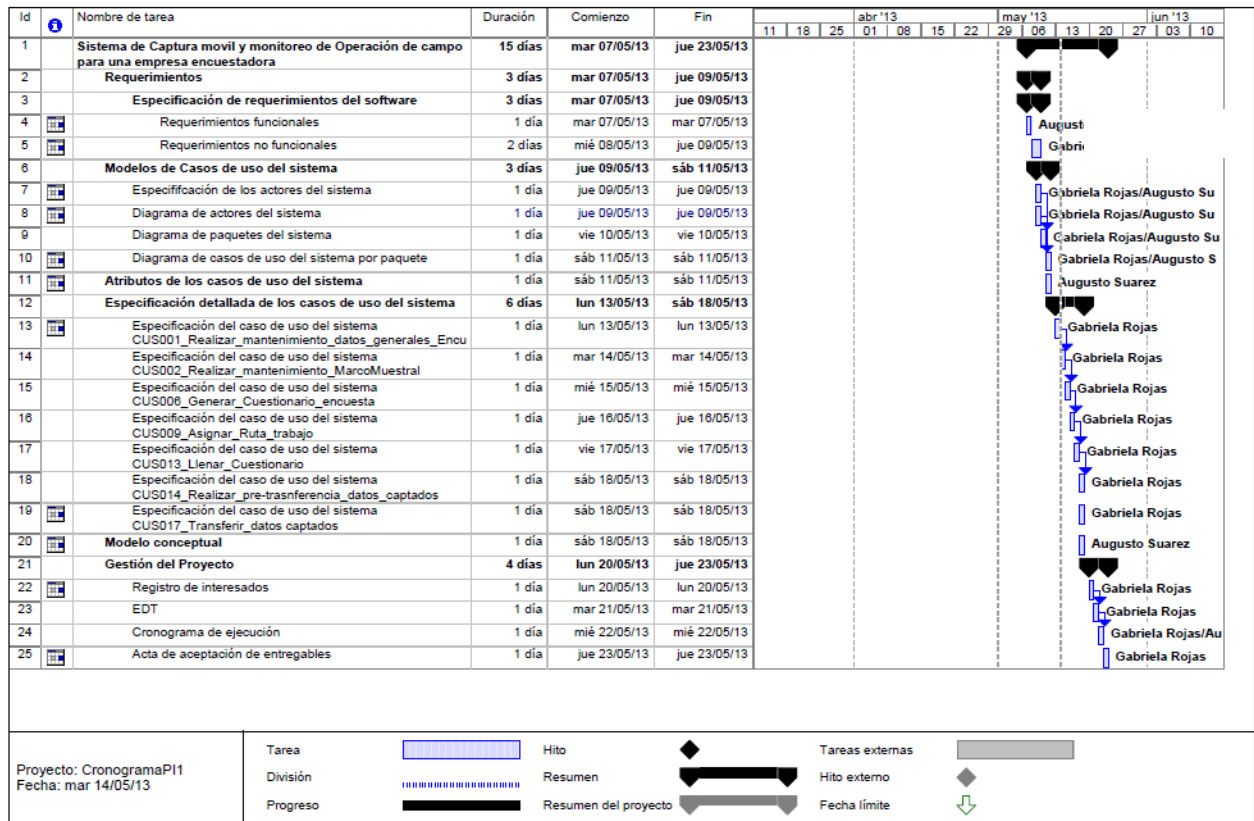 Id Nombre de tarea Duración Comienzo Fin abr '13 may '13 jun '13
11 18 25 01 08 15 22 29 06 13 20 27 03 10
1 Sistema de Captura movil y monitoreo de Operación de campo 15 días mar 07/05/13 jue 23/05/13
para una empresa encuestadora
2 Requerimientos 3 días mar 07/05/13 jue 09/05/13
3 Especificación de requerimientos del software 3 días mar 07/05/13 jue 09/05/13
4 Requerimientos funcionales 1 día mar 07/05/13 mar 07/05/13 Augusto
5 Requerimientos no funcionales 2 días mié 08/05/13 jue 09/05/13 Gabri
6 Modelos de Casos de uso del sistema 3 días jue 09/05/13 sáb 11/05/13
7 Especififcación de los actores del sistema 1 día jue 09/05/13 jue 09/05/13 Gabriela Rojas/Augusto Su
8 Diagrama de actores del sistema 1 día jue 09/05/13 jue 09/05/13 Gabriela Rojas/Augusto Su
9 Diagrama de paquetes del sistema 1 día vie 10/05/13 vie 10/05/13 Gabriela Rojas/Augusto Su
10 Diagrama de casos de uso del sistema por paquete 1 día sáb 11/05/13 sáb 11/05/13 Gabriela Rojas/Augusto S
11 Atributos de los casos de uso del sistema 1 día sáb 11/05/13 sáb 11/05/13 Augusto Suarez
12 Especificación detallada de los casos de uso del sistema 6 días lun 13/05/13 sáb 18/05/13
13 Especificación del caso de uso del sistema 1 día lun 13/05/13 lun 13/05/13 Gabriela Rojas
CUS001_Realizar_mantenimiento_datos_generales_Encu
14 Especificación del caso de uso del sistema 1 día mar 14/05/13 mar 14/05/13 Gabriela Rojas
CUS002_Realizar_mantenimiento_MarcoMuestral
15 Especificación del caso de uso del sistema 1 día mié 15/05/13 mié 15/05/13 Gabriela Rojas
CUS006_Generar_Cuestionario_encuesta
16 Especificación del caso de uso del sistema 1 día jue 16/05/13 jue 16/05/13 Gabriela Rojas
CUS009_Asignar_Ruta_trabajo
17 Especificación del caso de uso del sistema 1 día vie 17/05/13 vie 17/05/13 Gabriela Rojas
CUS013_Llenar_Cuestionario
18 Especificación del caso de uso del sistema 1 día sáb 18/05/13 sáb 18/05/13 Gabriela Rojas
CUS014_Realizar_pre-trasnferencia_datos_captados
19 Especificación del caso de uso del sistema 1 día sáb 18/05/13 sáb 18/05/13 Gabriela Rojas
CUS017_Transferir_datos captados
20 Modelo conceptual 1 día sáb 18/05/13 sáb 18/05/13 Augusto Suarez
21 Gestión del Proyecto 4 días lun 20/05/13 jue 23/05/13
22 Registro de interesados 1 día lun 20/05/13 lun 20/05/13 Gabriela Rojas
23 EDT 1 día mar 21/05/13 mar 21/05/13 Gabriela Rojas
24 Cronograma de ejecución 1 día mié 22/05/13 mié 22/05/13 Gabriela Rojas/Au
25 Acta de aceptación de entregables 1 día jue 23/05/13 jue 23/05/13 Gabriela Rojas
Proyecto: CronogramaPI1
Fecha: mar 14/05/13
Tarea Hito Tareas externas
División Resumen Hito externo
Progreso Resumen del proyecto Fecha límite